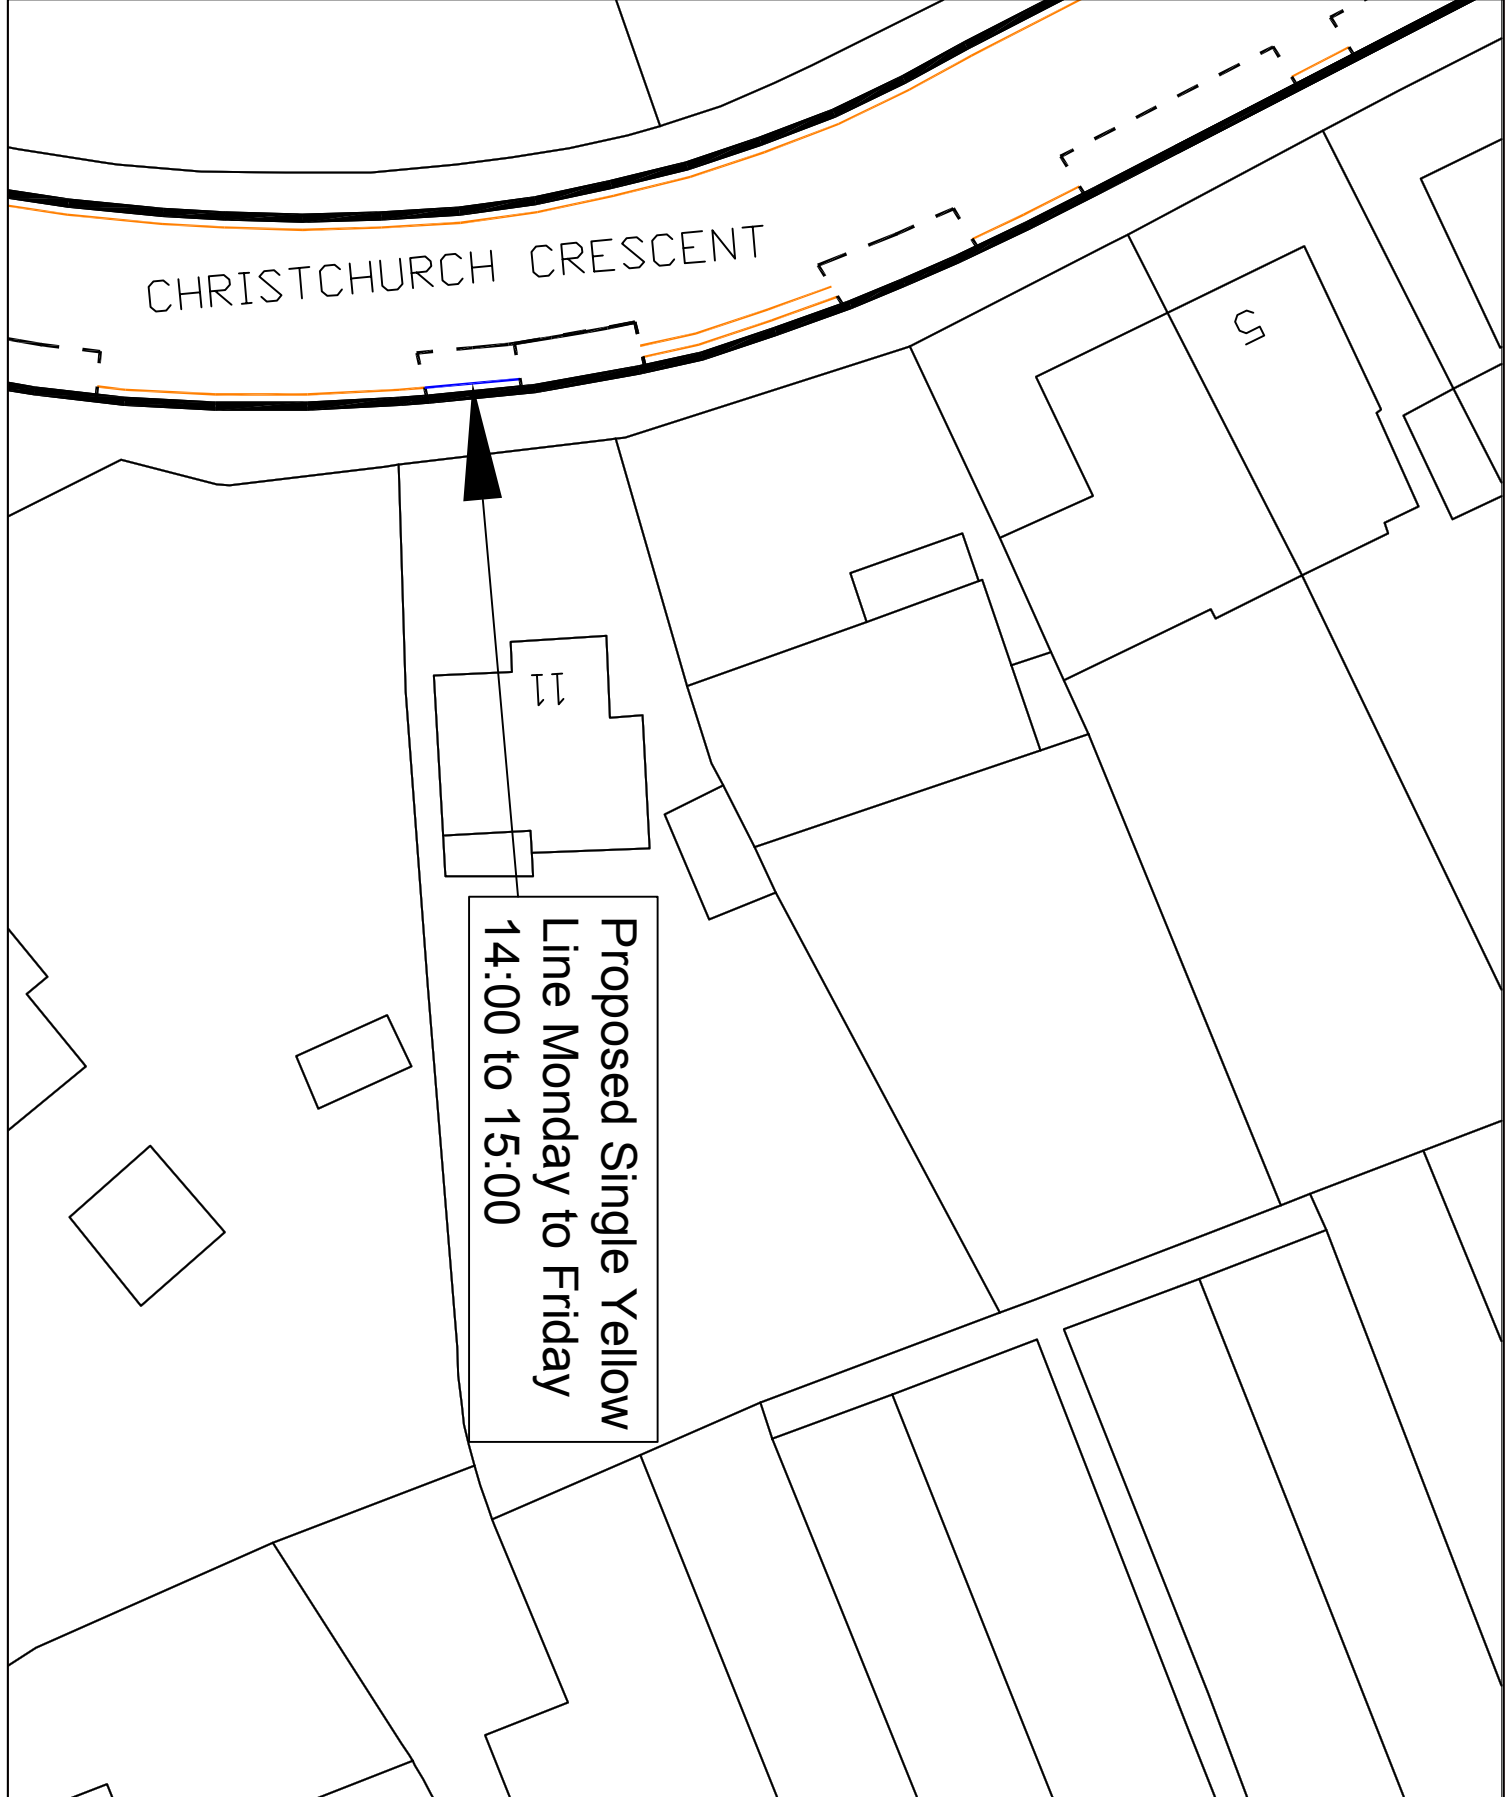 CHRISTCHURCH CRESCENT
5
11
Proposed Single Yellow
Line Monday to Friday
14:00 to 15:00